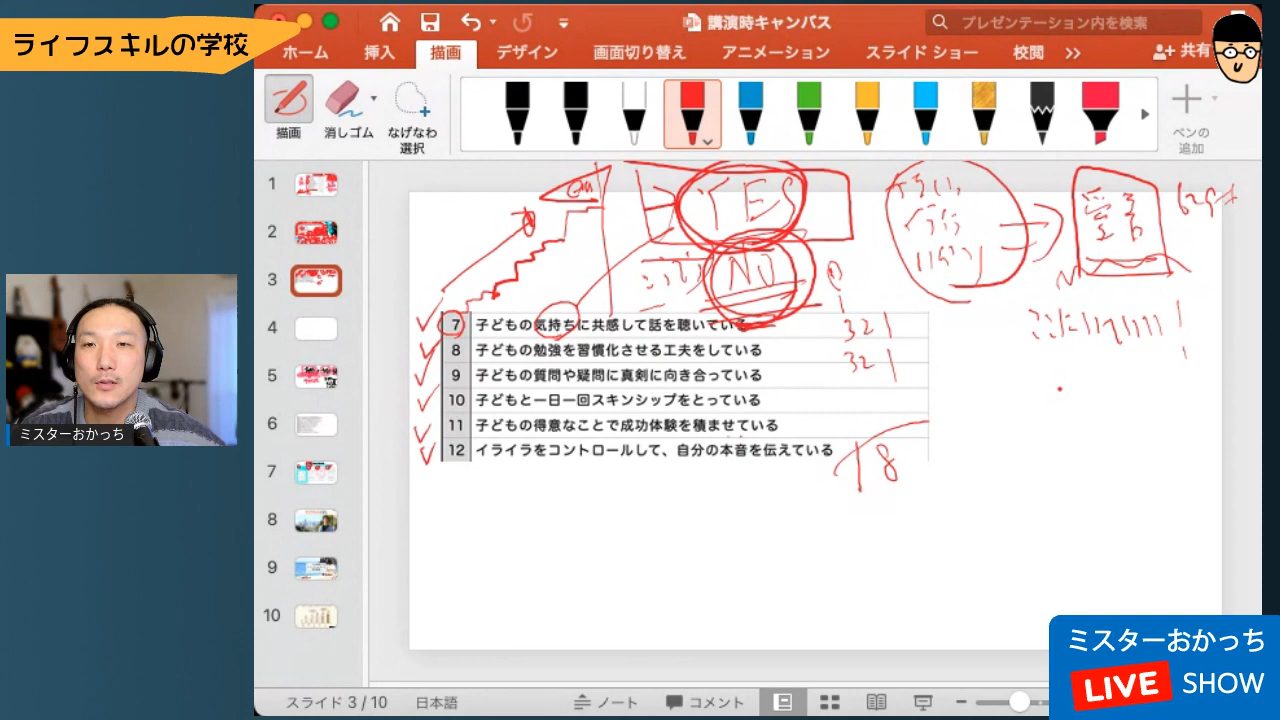 ライフスキルの学校
講演時キャンバス
プレゼンテーション内を検索
ホーム
挿入
描画
デザイン
画面切り替え
アニメーション
スライド ショー
校閲
共有
描画
消しゴム
なげなわ
選択
ペンの
追加
1
2
3
4
5
6
7
8
9
10
YES
NO
受容
7 子どもの気持ちに共感して話を聴いている
8 子どもの勉強を習慣化させる工夫をしている
9 子どもの質問や疑問に真剣に向き合っている
10 子どもと一日一回スキンシップをとっている
11 子どもの得意なことで成功体験を積ませている
12 イライラをコントロールして、自分の本音を伝えている
3 2 1
3 2 1
18
ミスターおかっち
ミスターおかっち
LIVE SHOW
スライド 3 / 10
日本語
ノート
コメント